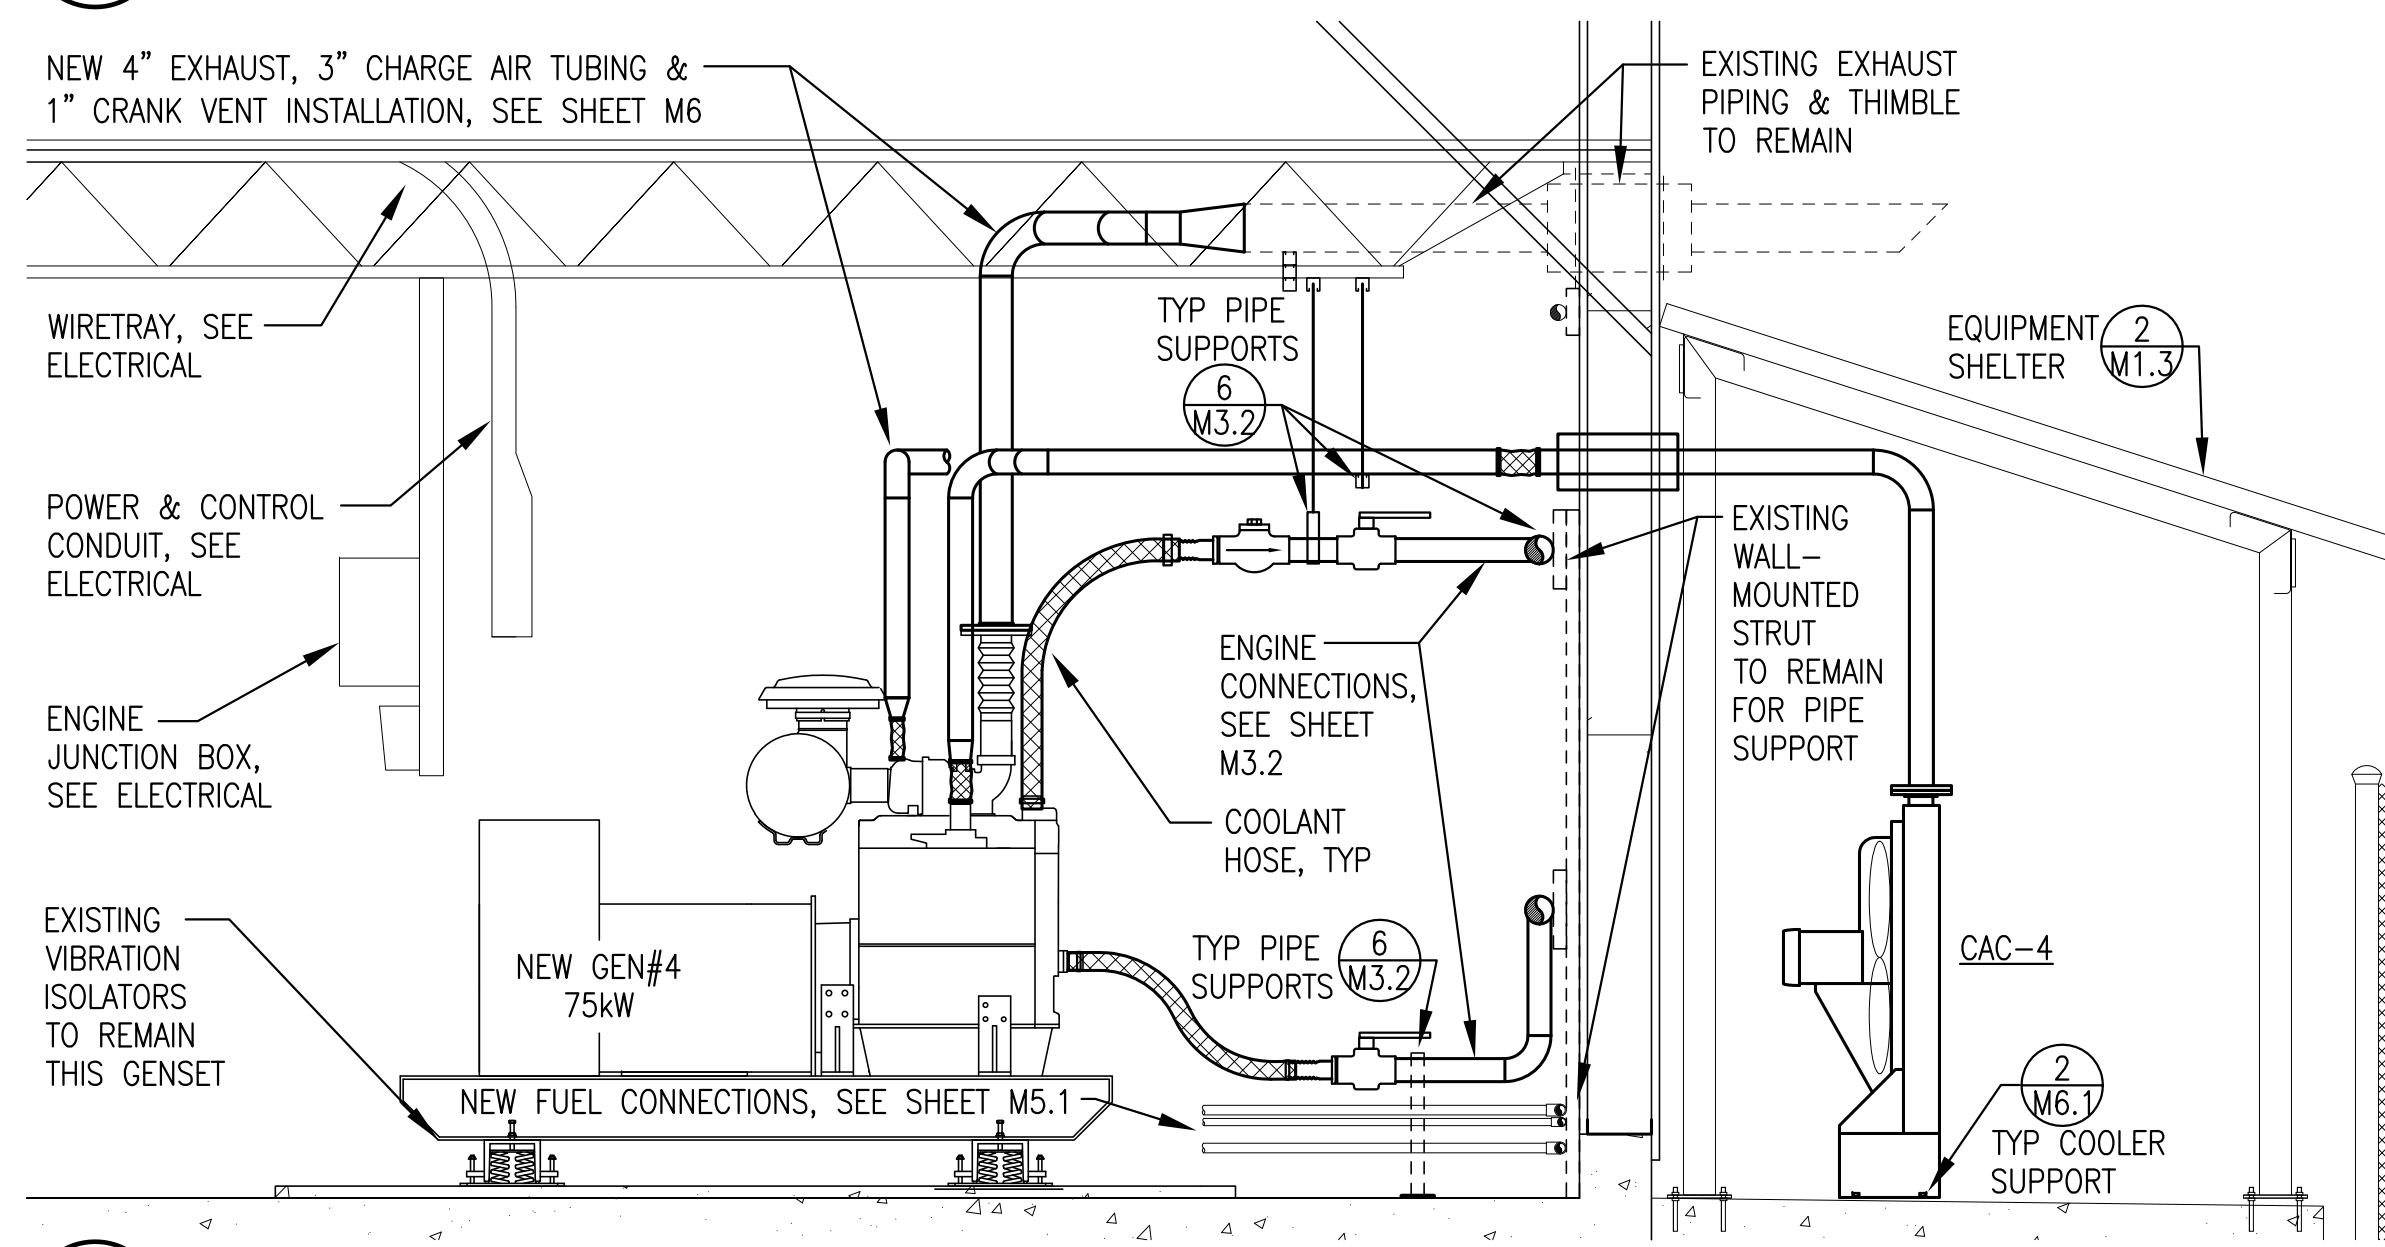 NEW 4” EXHAUST, 3” CHARGE AIR TUBING &
1” CRANK VENT INSTALLATION, SEE SHEET M6
EXISTING EXHAUST
PIPING & THIMBLE
TO REMAIN
WIRETRAY, SEE
ELECTRICAL
TYP PIPE
SUPPORTS
6
M3.2
EQUIPMENT
SHELTER
2
M1.3
POWER & CONTROL
CONDUIT, SEE
ELECTRICAL
EXISTING
WALL-
MOUNTED
STRUT
TO REMAIN
FOR PIPE
SUPPORT
ENGINE
CONNECTIONS,
SEE SHEET
M3.2
ENGINE
JUNCTION BOX,
SEE ELECTRICAL
COOLANT
HOSE, TYP
EXISTING
VIBRATION
ISOLATORS
TO REMAIN
THIS GENSET
NEW GEN#4
75kW
TYP PIPE
SUPPORTS
6
M3.2
CAC-4
NEW FUEL CONNECTIONS, SEE SHEET M5.1
2
M6.1
TYP COOLER
SUPPORT